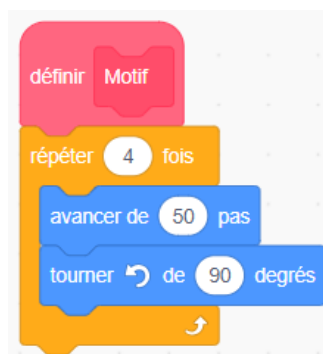 définir Motif
répéter 4 fois
avancer de 50 pas
tourner de 90 degrés